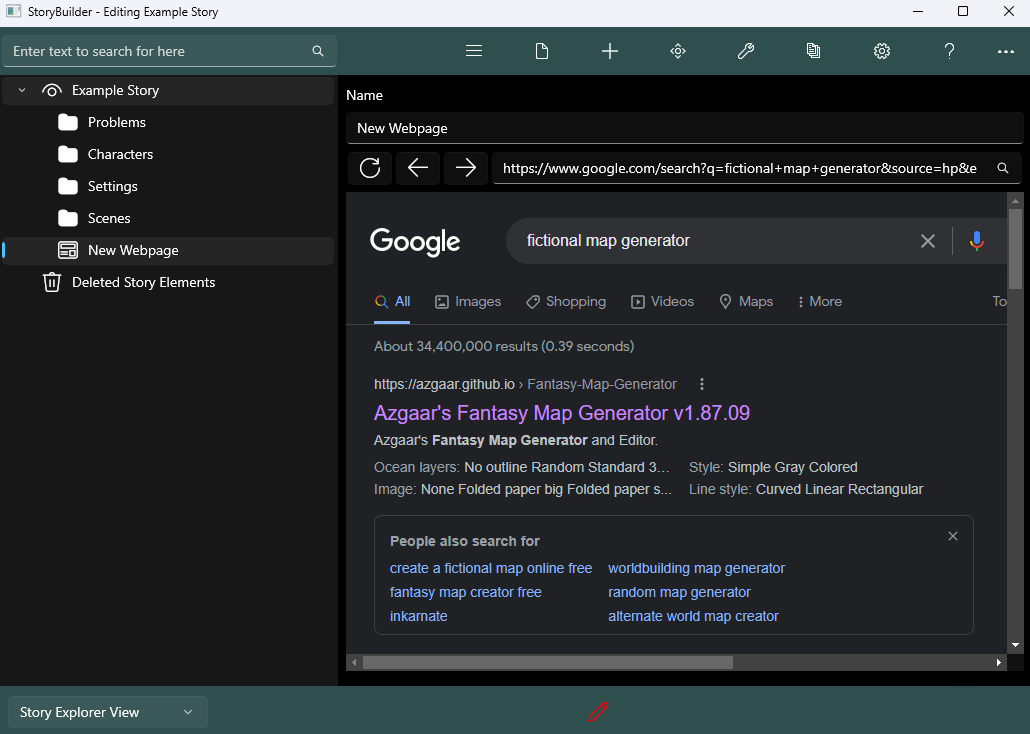 StoryBuilder - Editing Example Story
Enter text to search for here
Example Story
Problems
Characters
Settings
Scenes
New Webpage
Deleted Story Elements
Name
New Webpage
https://www.google.com/search?q=fictional+map+generator&source=hp&e
Google
fictional map generator
All Images Shopping Videos Maps More To
About 34,400,000 results (0.39 seconds)
https://azgaar.github.io › Fantasy-Map-Generator
Azgaar's Fantasy Map Generator v1.87.09
Azgaar's Fantasy Map Generator and Editor.
Ocean layers: No outline Random Standard 3... Style: Simple Gray Colored
Image: None Folded paper big Folded paper s... Line style: Curved Linear Rectangular
People also search for
create a fictional map online free worldbuilding map generator
fantasy map creator free random map generator
inkarnate alternate world map creator
Story Explorer View